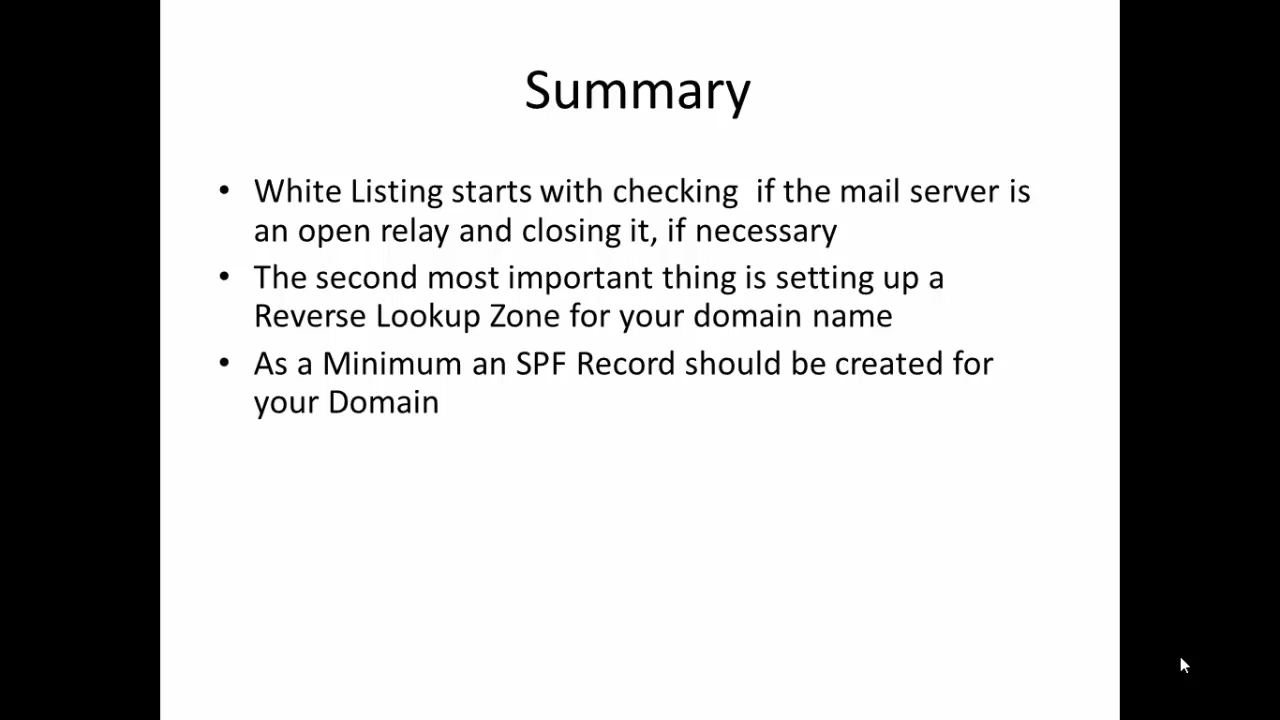 Summary
• White Listing starts with checking  if the mail server is
an open relay and closing it, if necessary
• The second most important thing is setting up a
Reverse Lookup Zone for your domain name
• As a Minimum an SPF Record should be created for
your Domain